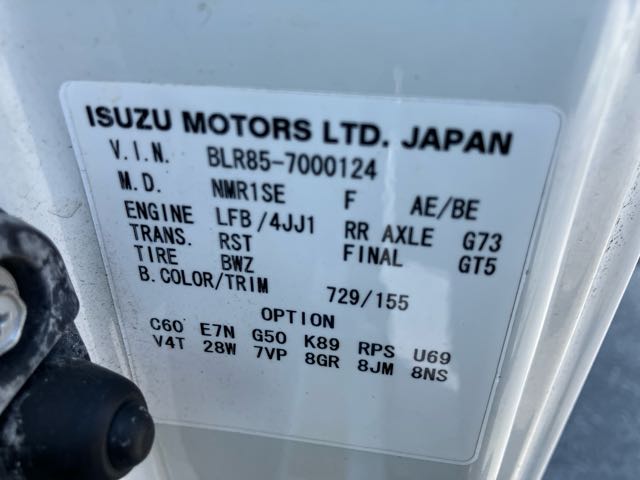 ISUZU MOTORS LTD. JAPAN
V.I.N. BLR85-7000124
M.D. NMR1SE F AE/BE
ENGINE LFB/4JJ1 RR AXLE G73
TRANS. RST FINAL GT5
TIRE BWZ
B.COLOR/TRIM 729/155
OPTION
C60 E7N G50 K89 RPS U69
V4T 28W 7VP 8GR 8JM 8NS